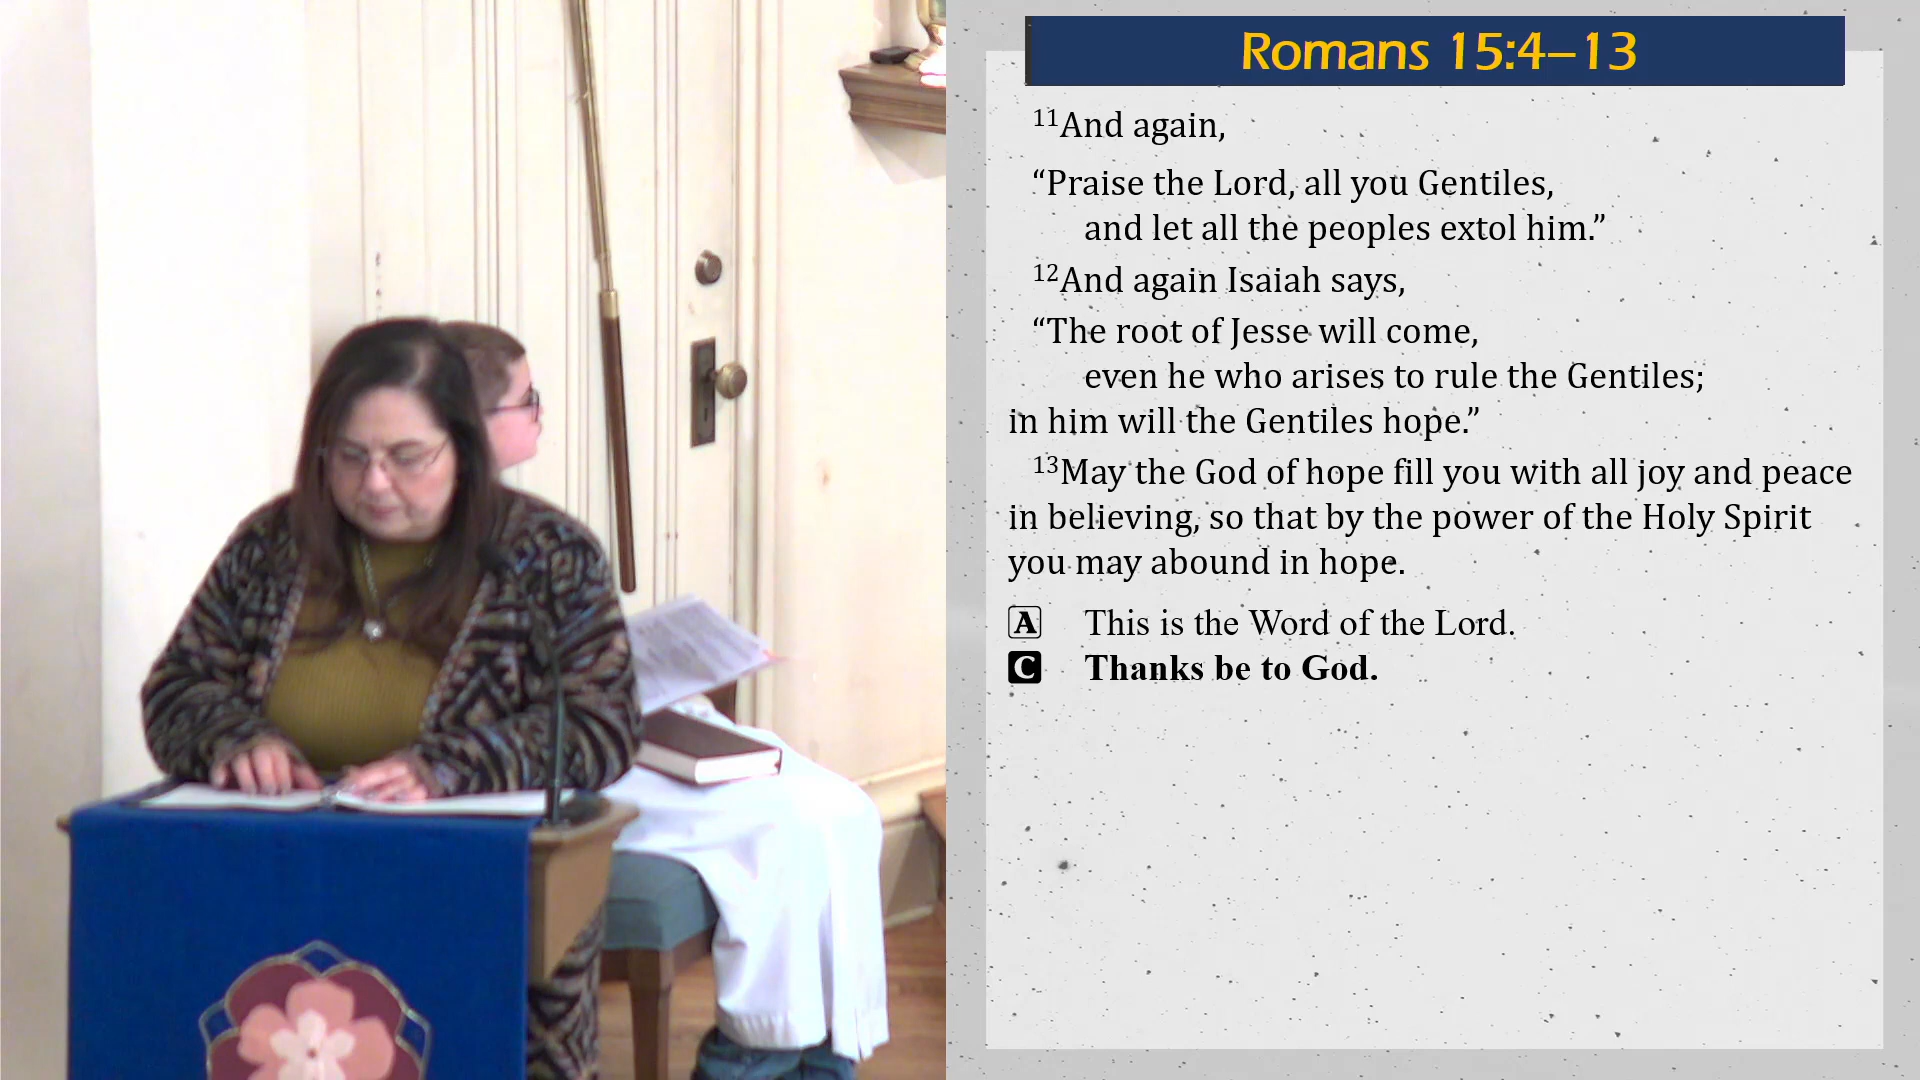 Romans 15:4–13
11And again,
“Praise the Lord, all you Gentiles,
and let all the peoples extol him.”
12And again Isaiah says,
“The root of Jesse will come,
even he who arises to rule the Gentiles;
in him will the Gentiles hope.”
13May the God of hope fill you with all joy and peace
in believing, so that by the power of the Holy Spirit
you may abound in hope.
A This is the Word of the Lord.
C Thanks be to God.